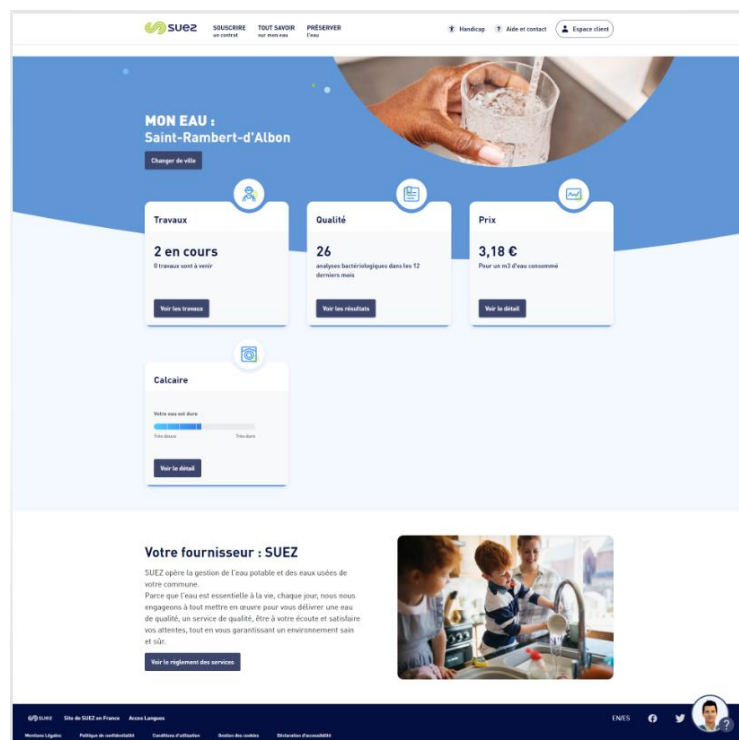 suez
SOUSCRIRE
un contrat
TOUT SAVOIR
sur mon eau
PRÉSERVER
l'eau
Handicap
? Aide et contact
Espace client
MON EAU :
Saint-Rambert-d'Albon
Changer de ville
Travaux
2 en cours
0 travaux sont à venir
Voir les travaux
Qualité
26
analyses bactériologiques dans les 12
derniers mois
Voir les résultats
Prix
3,18 €
Pour un m3 d'eau consommé
Voir le détail
Calcaire
Votre eau est dure
Très douce
Très dure
Voir le détail
Votre fournisseur : SUEZ
SUEZ opère la gestion de l'eau potable et des eaux usées de
votre commune.
Parce que l'eau est essentielle à la vie, chaque jour, nous nous
engageons à tout mettre en œuvre pour vous délivrer une eau
de qualité, un service de qualité, être à votre écoute et satisfaire
vos attentes, tout en vous garantissant un environnement sain
et sûr.
Voir le règlement des services
suez Site de SUEZ en France Acceo Langues
EN/ES
?
Mentions Légales Politique de confidentialité Conditions d'utilisation Gestion des cookies Déclaration d'accessibilité